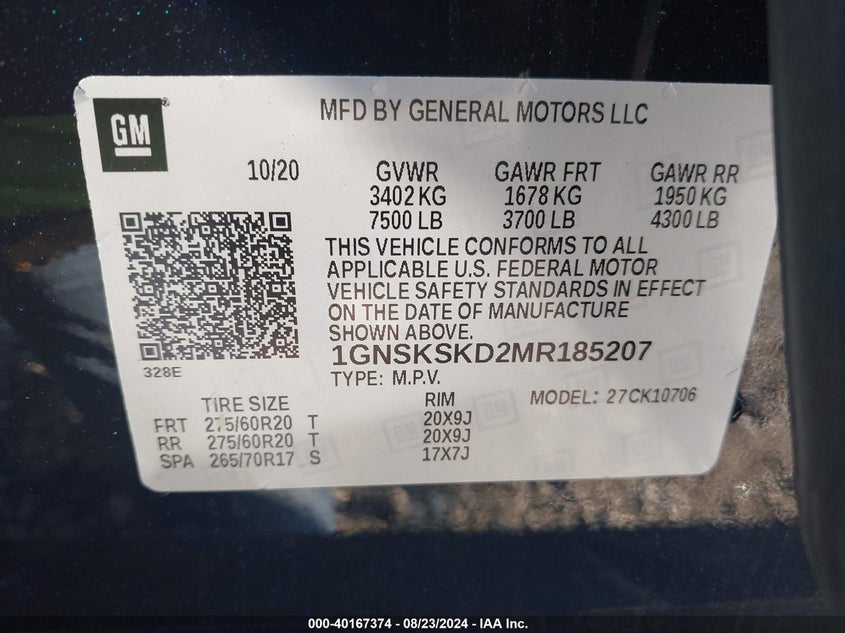 GM
MFD BY GENERAL MOTORS LLC
10/20 GVWR GAWR FRT GAWR RR
3402 KG 1678 KG 1950 KG
7500 LB 3700 LB 4300 LB
THIS VEHICLE CONFORMS TO ALL
APPLICABLE U.S. FEDERAL MOTOR
VEHICLE SAFETY STANDARDS IN EFFECT
ON THE DATE OF MANUFACTURE
SHOWN ABOVE.
1GNSKSKD2MR185207
328E
TYPE: M.P.V.
TIRE SIZE RIM MODEL: 27CK10706
FRT 275/60R20 T 20X9J
RR 275/60R20 T 20X9J
SPA 265/70R17 S 17X7J
000-40167374 - 08/23/2024 - IAA Inc.